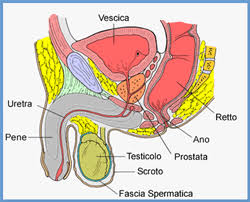 Vescica
Uretra
Pene
Retto
Ano
Testicolo
Prostata
Scroto
Fascia Spermatica